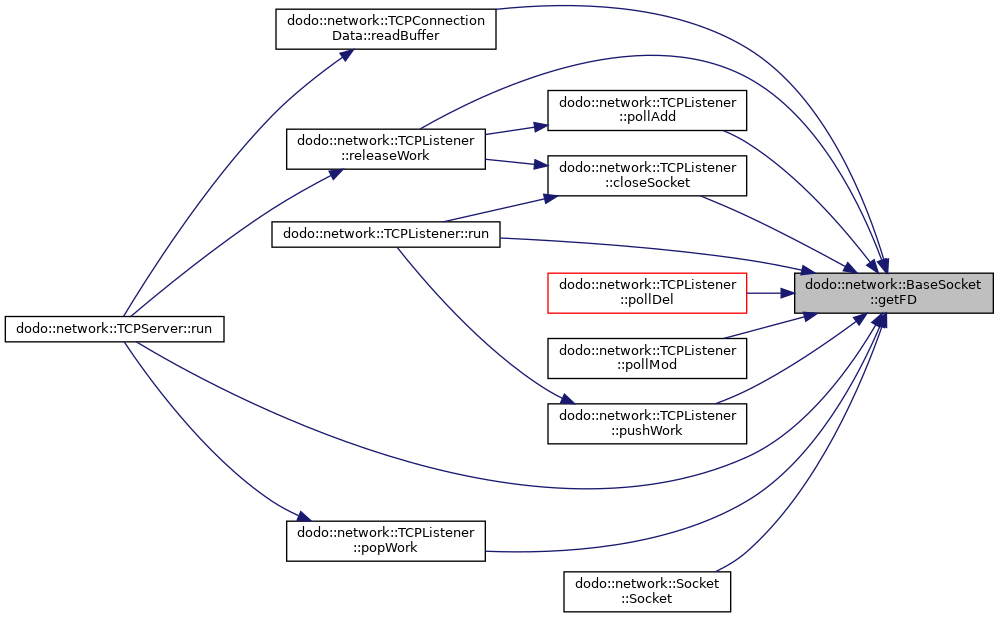 dodo::network::TCPConnection
Data::readBuffer
dodo::network::TCPListener
::pollAdd
dodo::network::TCPListener
::releaseWork
dodo::network::TCPListener
::closeSocket
dodo::network::TCPListener::run
dodo::network::TCPListener
::pollDel
dodo::network::BaseSocket
::getFD
dodo::network::TCPServer::run
dodo::network::TCPListener
::pollMod
dodo::network::TCPListener
::pushWork
dodo::network::TCPListener
::popWork
dodo::network::Socket
::Socket